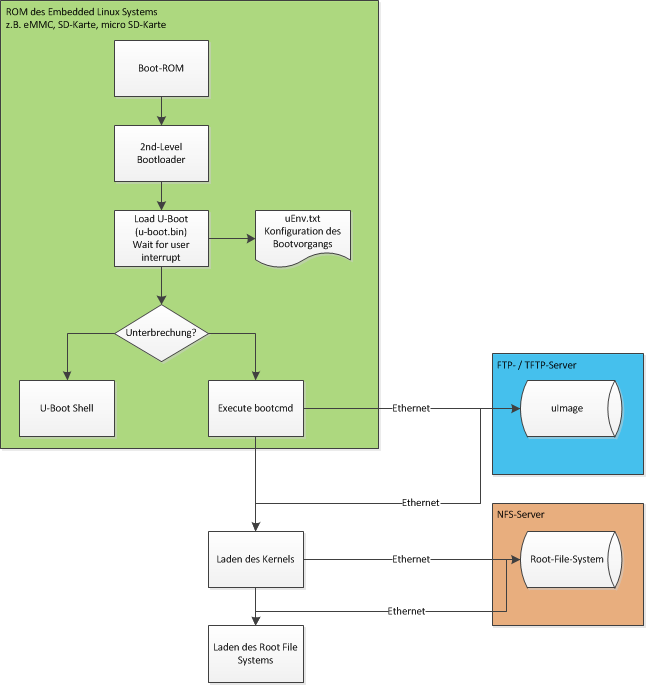 ROM des Embedded Linux Systems
z.B. eMMC, SD-Karte, micro SD-Karte
Boot-ROM
2nd-Level
Bootloader
Load U-Boot
(u-boot.bin)
Wait for user
interrupt
uEnv.txt
Konfiguration des
Bootvorgangs
Unterbrechung?
U-Boot Shell
Execute bootcmd
Ethernet
FTP- / TFTP-Server
uImage
Ethernet
NFS-Server
Laden des Kernels
Ethernet
Root-File-System
Ethernet
Laden des Root File
Systems